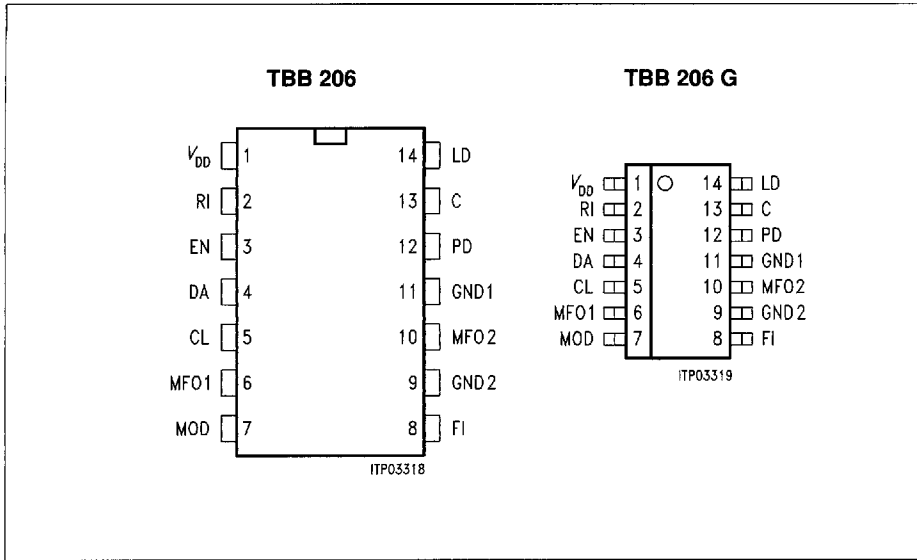 TBB 206
V_DD 1 14 LD
RI 2 13 C
EN 3 12 PD
DA 4 11 GND1
CL 5 10 MFO2
MFO1 6 9 GND2
MOD 7 8 FI
ITP03318
TBB 206 G
V_DD 1 14 LD
RI 2 13 C
EN 3 12 PD
DA 4 11 GND1
CL 5 10 MFO2
MFO1 6 9 GND2
MOD 7 8 FI
ITP03319